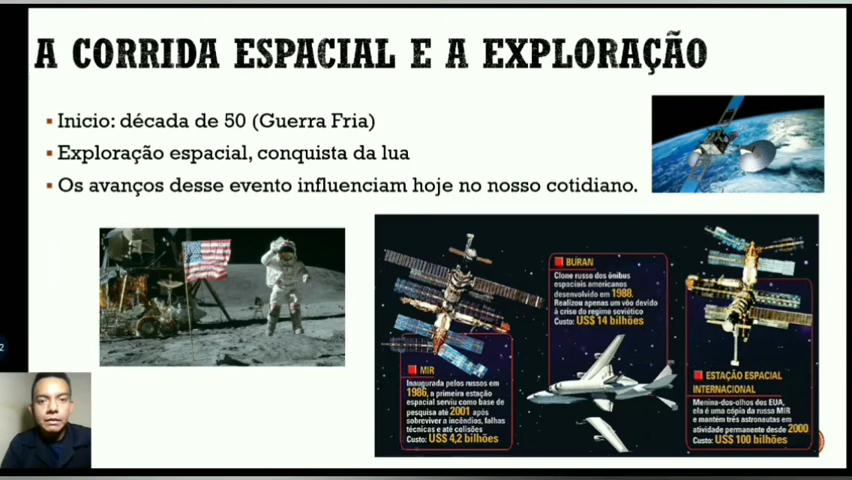 A CORRIDA ESPACIAL E A EXPLORAÇÃO
▪ Inicio: década de 50 (Guerra Fria)
▪ Exploração espacial, conquista da lua
▪ Os avanços desse evento influenciam hoje no nosso cotidiano.
MIR
Inaugurada pelos russos em
1986, a primeira estação
espacial serviu como base de
pesquisa até 2001 após
sobreviver a incêndios, falhas
técnicas e até colisões
Custo: US$ 4,2 bilhões
BURAN
Clone russo dos ônibus
espaciais americanos
desenvolvido em 1988.
Realizou apenas um vôo devido
à crise do regime soviético
Custo: US$ 14 bilhões
ESTAÇÃO ESPACIAL
INTERNACIONAL
Menina-dos-olhos dos EUA,
ela é uma cópia da russa MIR
e mantém três astronautas em
atividade permanente desde 2000
Custo: US$ 100 bilhões
2